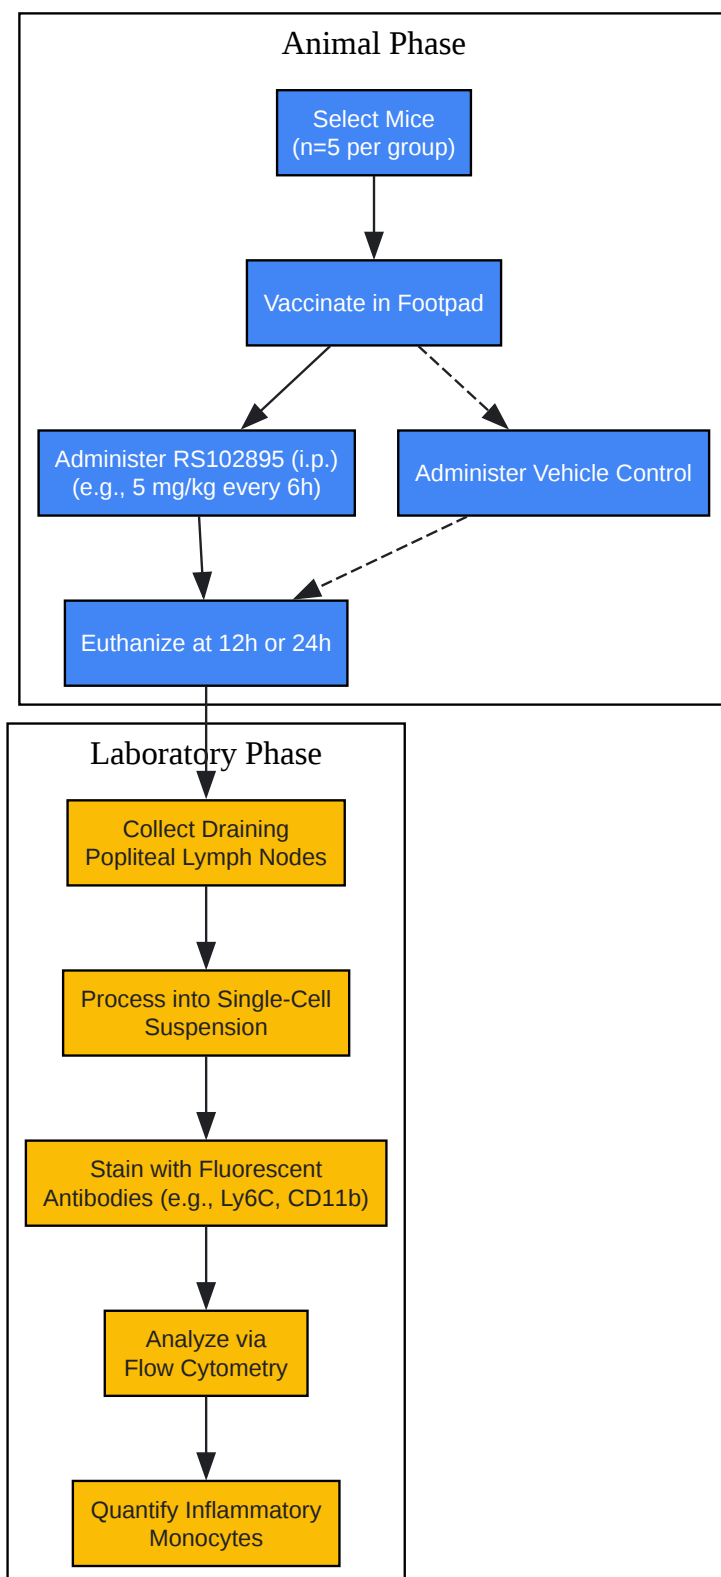 Animal Phase
Select Mice
(n=5 per group)
Vaccinate in Footpad
Administer RS102895 (i.p.)
(e.g., 5 mg/kg every 6h)
Administer Vehicle Control
Euthanize at 12h or 24h
Laboratory Phase
Collect Draining
Popliteal Lymph Nodes
Process into Single-Cell
Suspension
Stain with Fluorescent
Antibodies (e.g., Ly6C, CD11b)
Analyze via
Flow Cytometry
Quantify Inflammatory
Monocytes